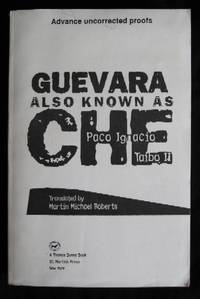 Advance uncorrected proofs
GUEVARA
ALSO KNOWN AS
CHE
Paco Ignacio
Taibo II
Translated by
Martin Michael Roberts
A Thomas Dunne Book
St. Martin's Press
New York